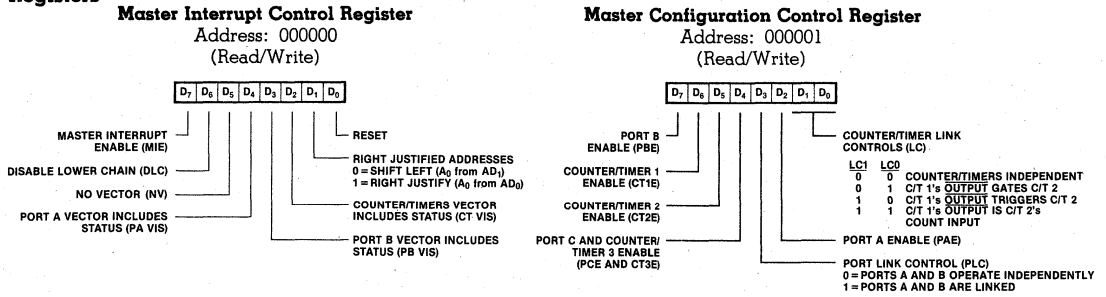 Registers
Master Interrupt Control Register
Address: 000000
(Read/Write)
D7 D6 D5 D4 D3 D2 D1 D0
MASTER INTERRUPT
ENABLE (MIE)
DISABLE LOWER CHAIN (DLC)
NO VECTOR (NV)
PORT A VECTOR INCLUDES
STATUS (PA VIS)
RESET
RIGHT JUSTIFIED ADDRESSES
0 = SHIFT LEFT (A0 from AD1)
1 = RIGHT JUSTIFY (A0 from AD0)
COUNTER/TIMERS VECTOR
INCLUDES STATUS (CT VIS)
PORT B VECTOR INCLUDES
STATUS (PB VIS)
Master Configuration Control Register
Address: 000001
(Read/Write)
D7 D6 D5 D4 D3 D2 D1 D0
PORT B
ENABLE (PBE)
COUNTER/TIMER 1
ENABLE (CT1E)
COUNTER/TIMER 2
ENABLE (CT2E)
PORT C AND COUNTER/
TIMER 3 ENABLE
(PCE AND CT3E)
COUNTER/TIMER LINK
CONTROLS (LC)
LC1 LC0
0 0 COUNTER/TIMERS INDEPENDENT
0 1 C/T 1's OUTPUT GATES C/T 2
1 0 C/T 1's OUTPUT TRIGGERS C/T 2
1 1 C/T 1's OUTPUT IS C/T 2's
COUNT INPUT
PORT A ENABLE (PAE)
PORT LINK CONTROL (PLC)
0 = PORTS A AND B OPERATE INDEPENDENTLY
1 = PORTS A AND B ARE LINKED